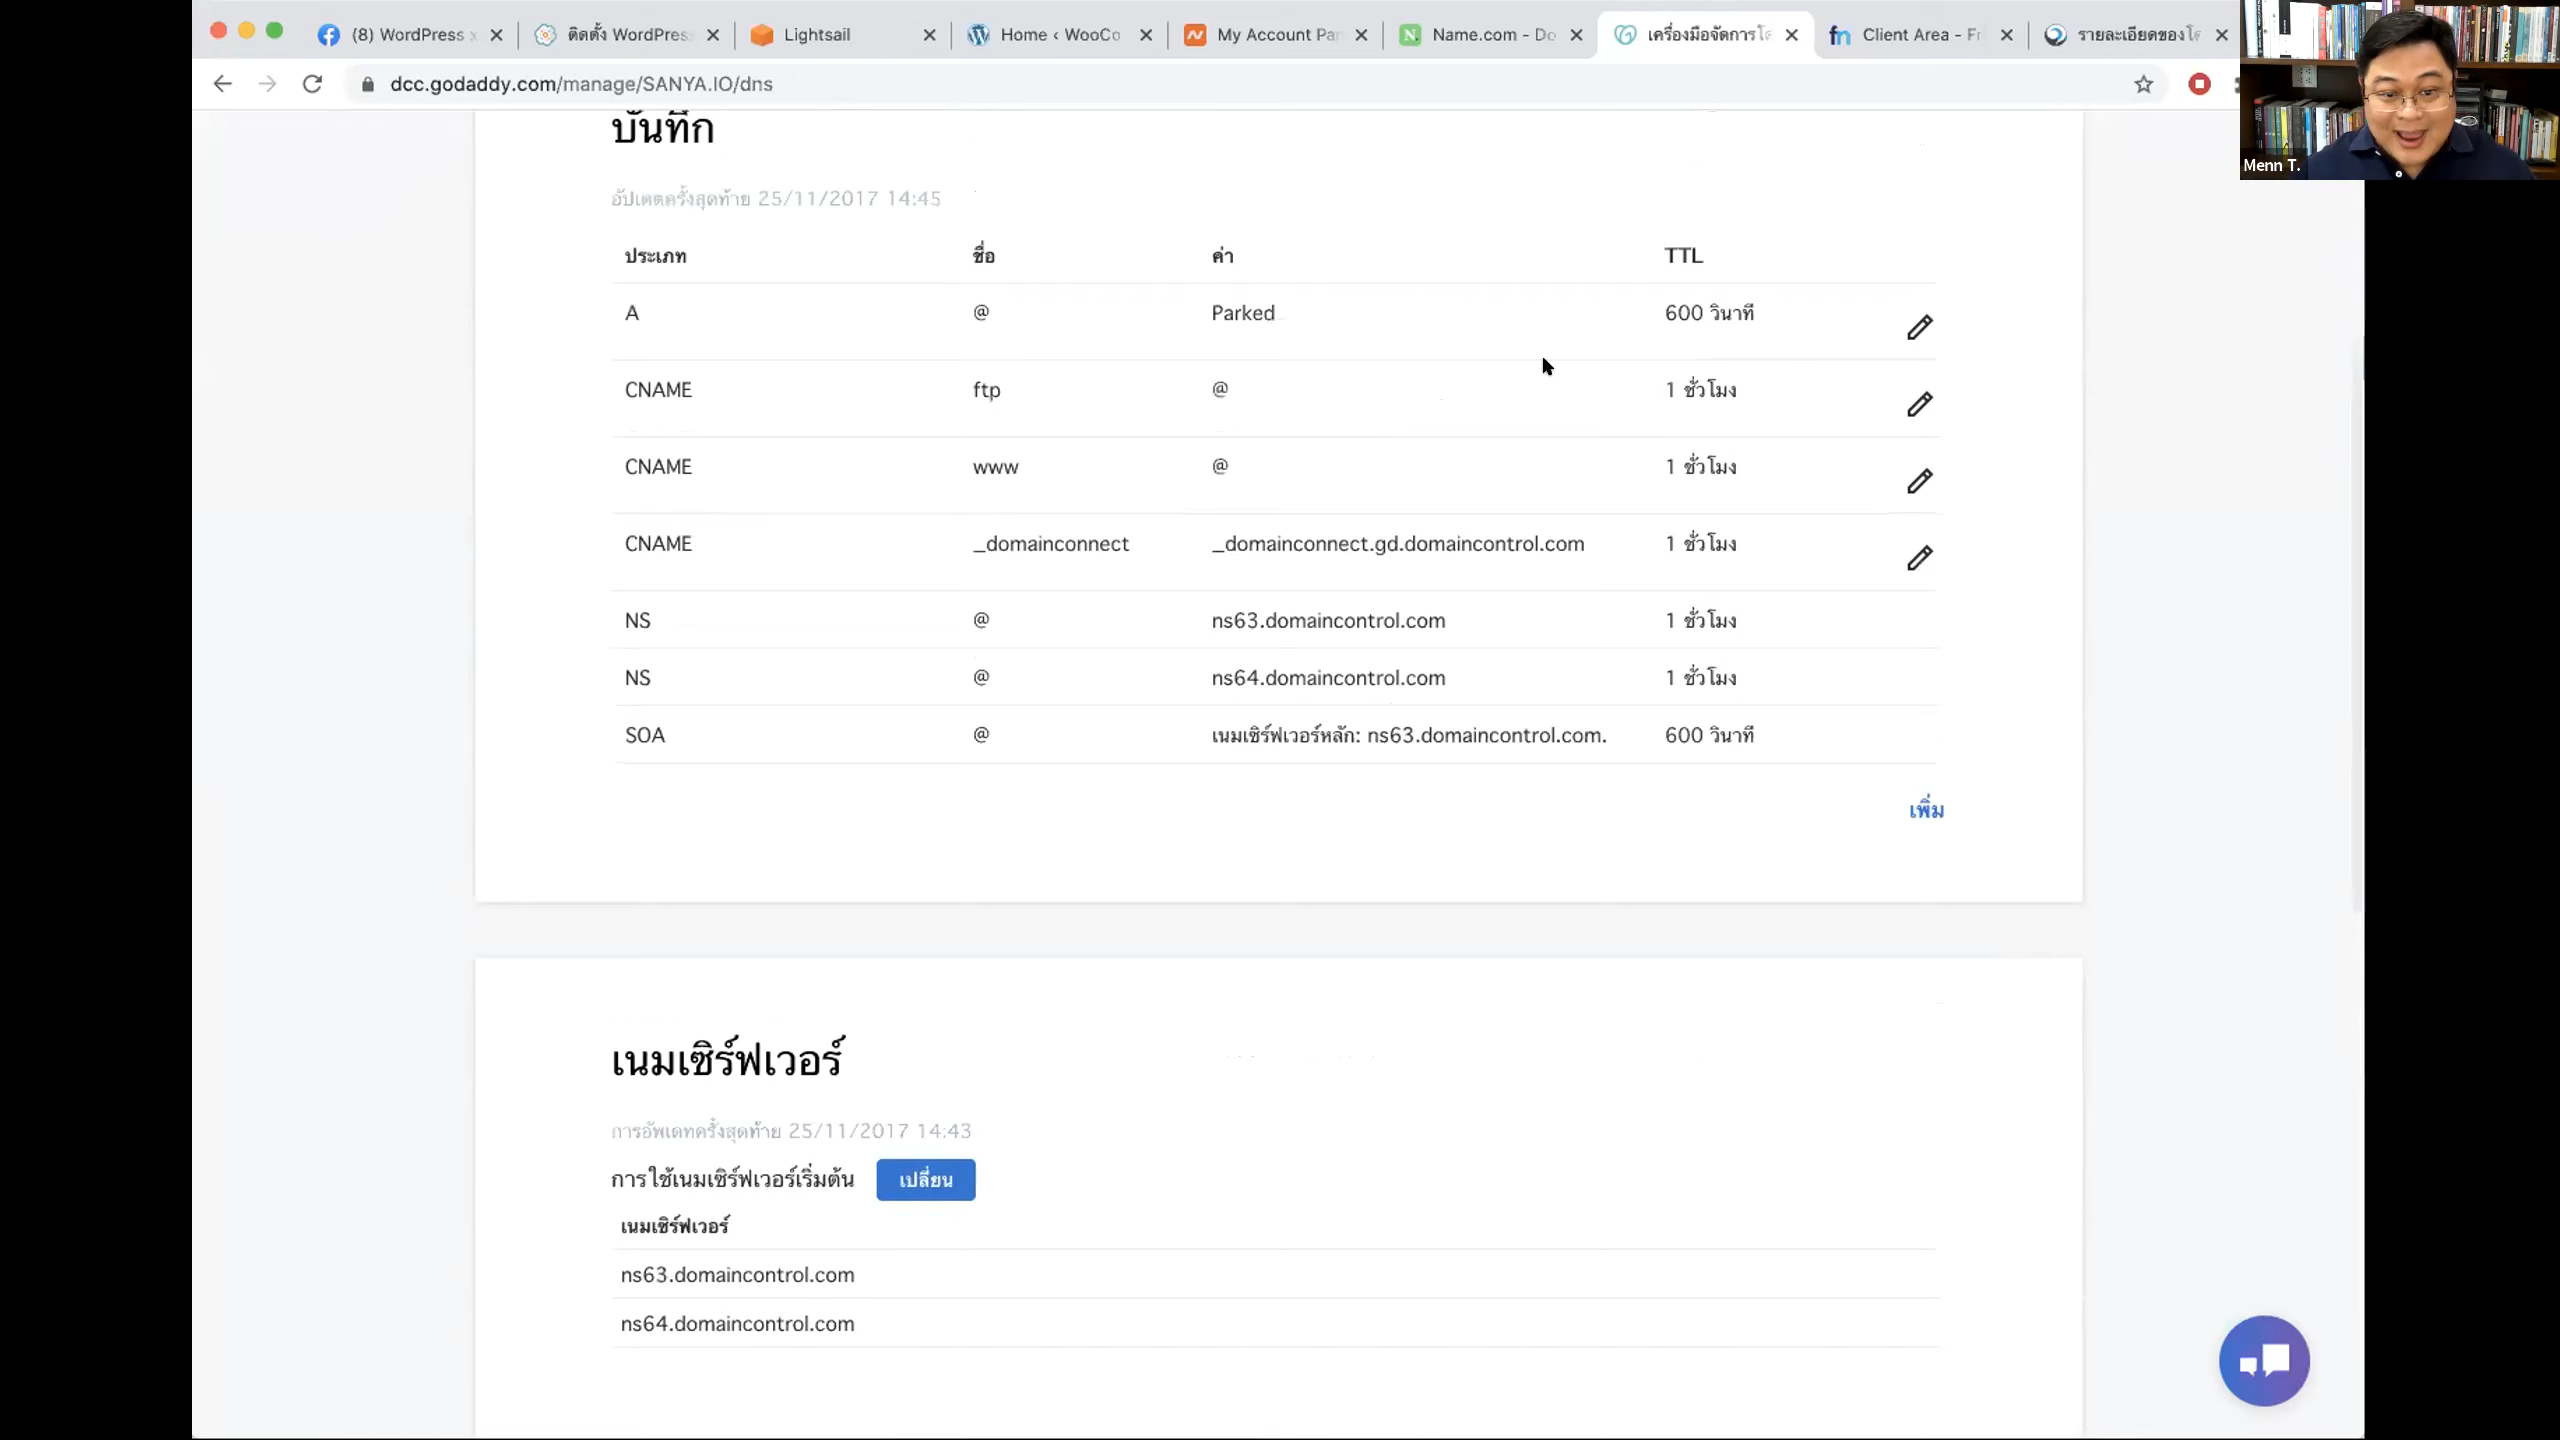 (8) WordPress x
ติดตั้ง WordPres
Lightsail
Home ‹ WooCo
My Account Pa
Name.com - Do
เครื่องมือจัดการโด
Client Area - Fr
รายละเอียดของโ
dcc.godaddy.com/manage/SANYA.IO/dns
Menn T.
บันทึก
อัปเดตครั้งสุดท้าย 25/11/2017 14:45
ประเภท ชื่อ ค่า TTL
A @ Parked 600 วินาที
CNAME ftp @ 1 ชั่วโมง
CNAME www @ 1 ชั่วโมง
CNAME _domainconnect _domainconnect.gd.domaincontrol.com 1 ชั่วโมง
NS @ ns63.domaincontrol.com 1 ชั่วโมง
NS @ ns64.domaincontrol.com 1 ชั่วโมง
SOA @ เนมเซิร์ฟเวอร์หลัก: ns63.domaincontrol.com. 600 วินาที
เพิ่ม
เนมเซิร์ฟเวอร์
การอัพเดทครั้งสุดท้าย 25/11/2017 14:43
การใช้เนมเซิร์ฟเวอร์เริ่มต้น เปลี่ยน
เนมเซิร์ฟเวอร์
ns63.domaincontrol.com
ns64.domaincontrol.com